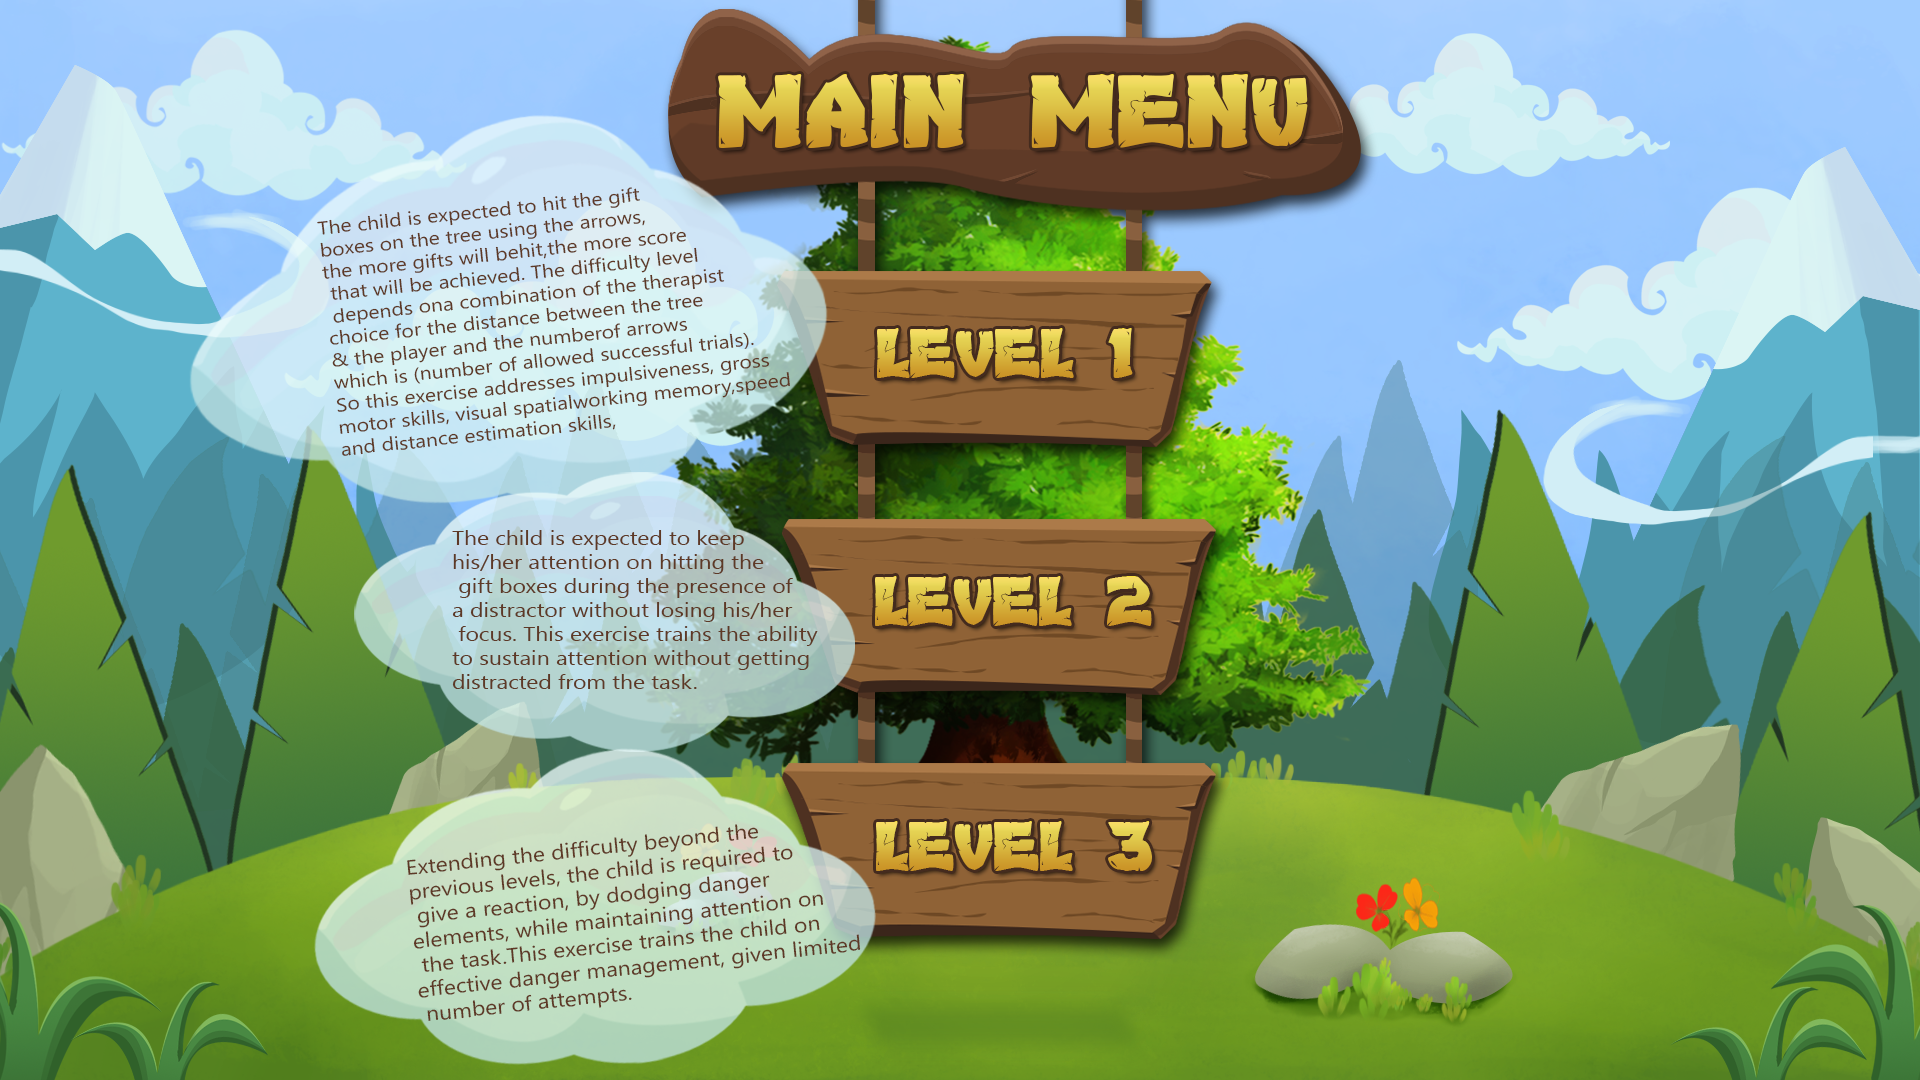 MAIN MENU
The child is expected to hit the gift
boxes on the tree using the arrows,
the more gifts will behit,the more score
that will be achieved. The difficulty level
depends ona combination of the therapist
choice for the distance between the tree
& the player and the numberof arrows
which is (number of allowed successful trials).
So this exercise addresses impulsiveness, gross
motor skills, visual spatialworking memory,speed
and distance estimation skills,
LEVEL 1
The child is expected to keep
his/her attention on hitting the
gift boxes during the presence of
a distractor without losing his/her
focus. This exercise trains the ability
to sustain attention without getting
distracted from the task.
LEVEL 2
Extending the difficulty beyond the
previous levels, the child is required to
give a reaction, by dodging danger
elements, while maintaining attention on
the task.This exercise trains the child on
effective danger management, given limited
number of attempts.
LEVEL 3